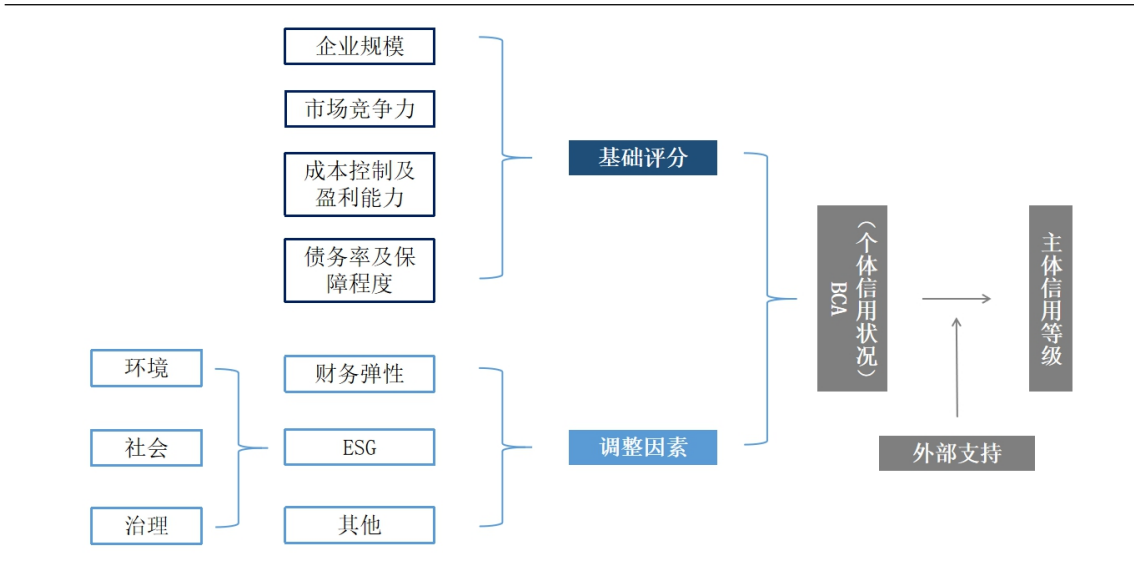 企业规模
市场竞争力
成本控制及
盈利能力
债务率及保
障程度
基础评分
环境
社会
治理
财务弹性
ESG
其他
调整因素
(个体信用状况)
BCA
主体信用等级
外部支持